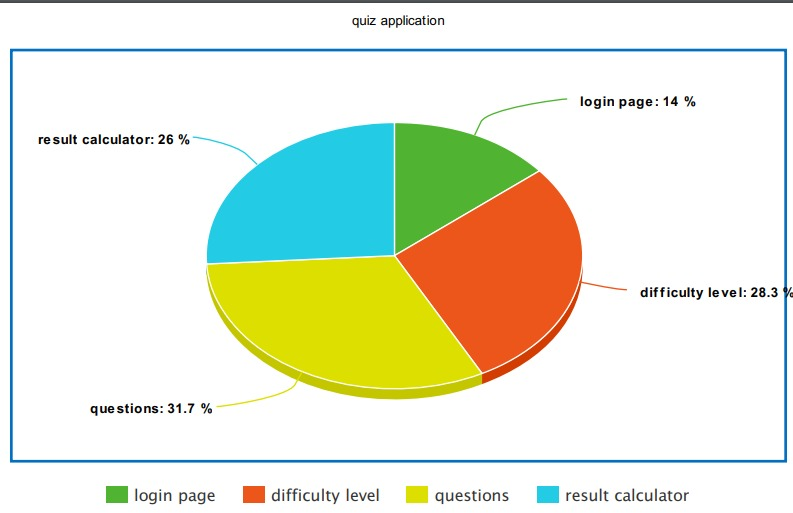 quiz application
login page: 14 %
result calculator: 26 %
difficulty level: 28.3 %
questions: 31.7 %
login page difficulty level questions result calculator